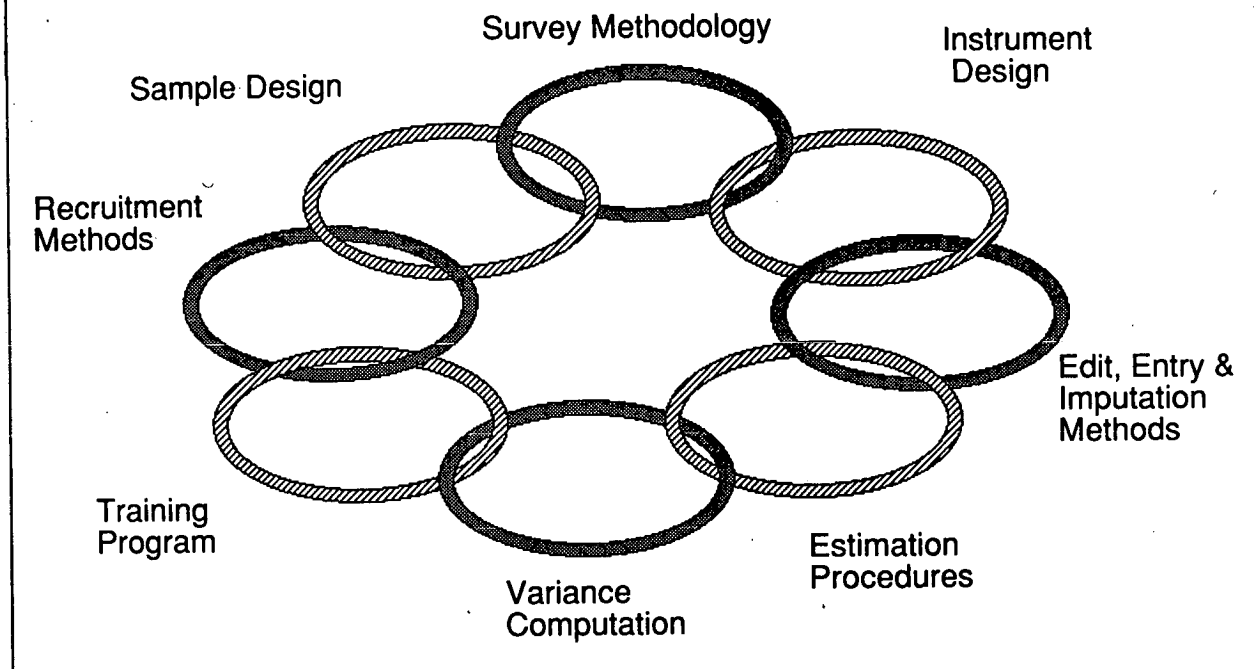 Survey Methodology
Instrument
Design
Sample Design
Recruitment
Methods
Edit, Entry &
Imputation
Methods
Training
Program
Estimation
Procedures
Variance
Computation